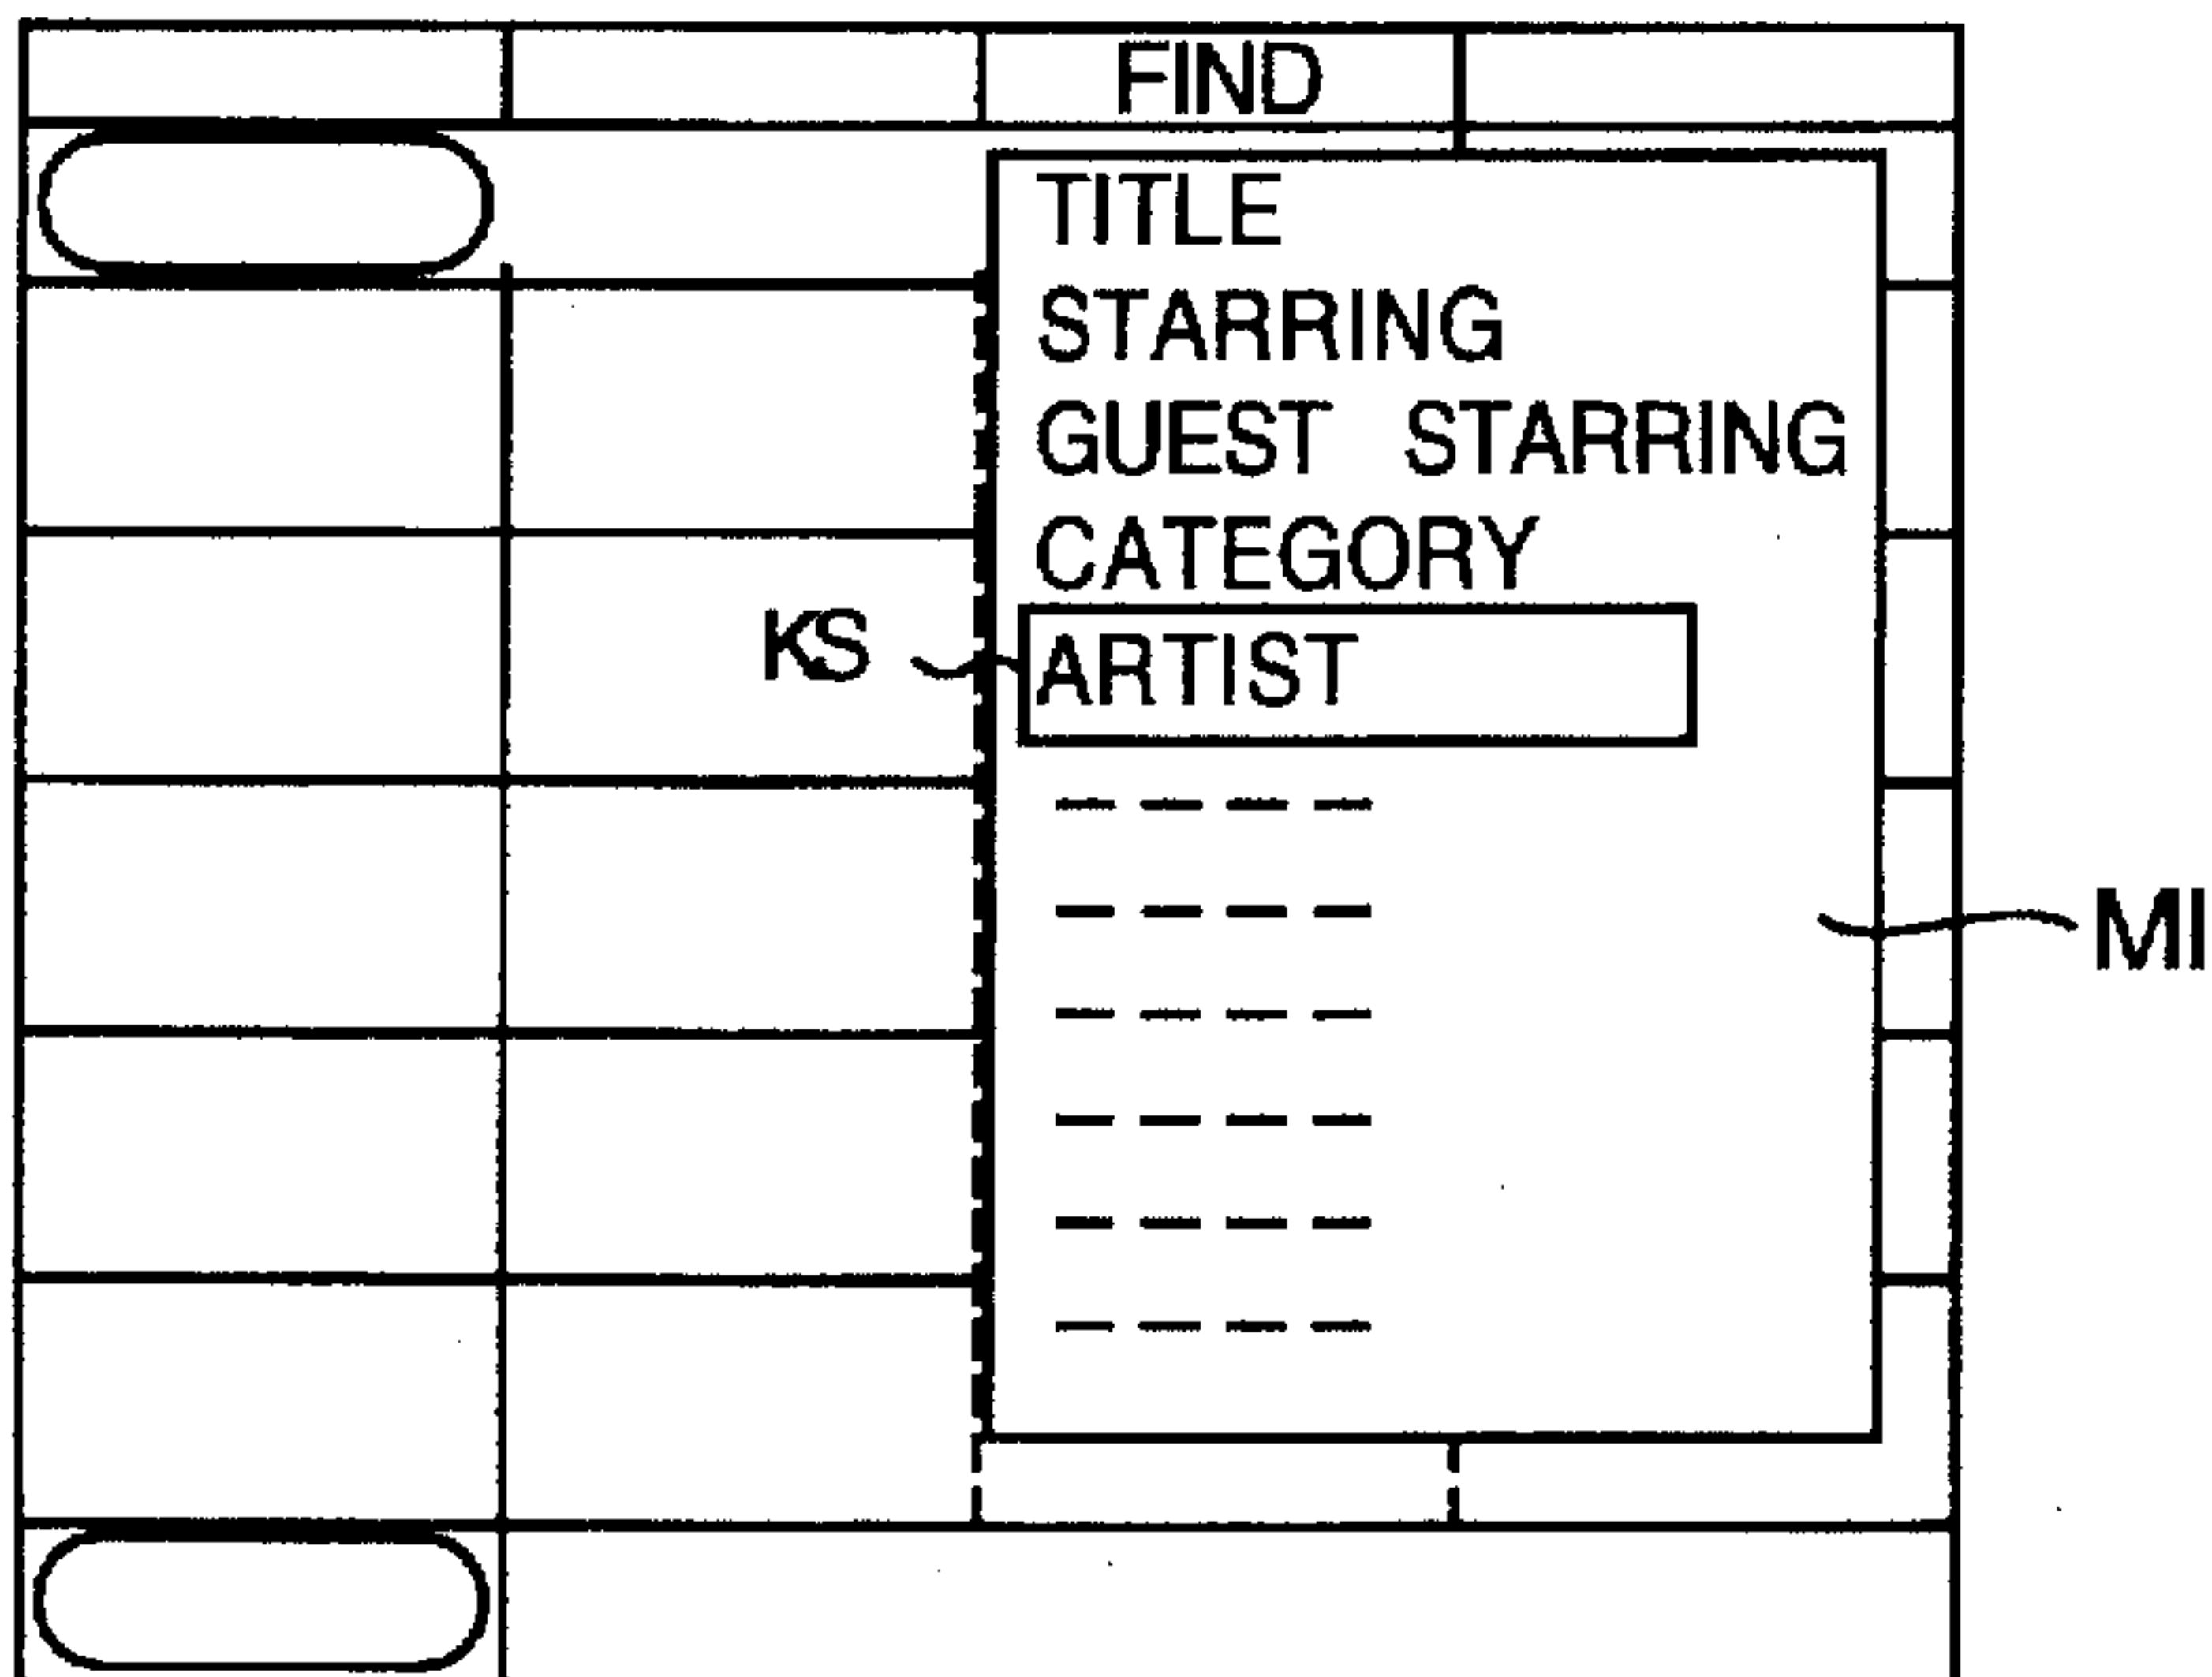 FIND
TITLE
STARRING
GUEST STARRING
CATEGORY
KS
ARTIST
MI